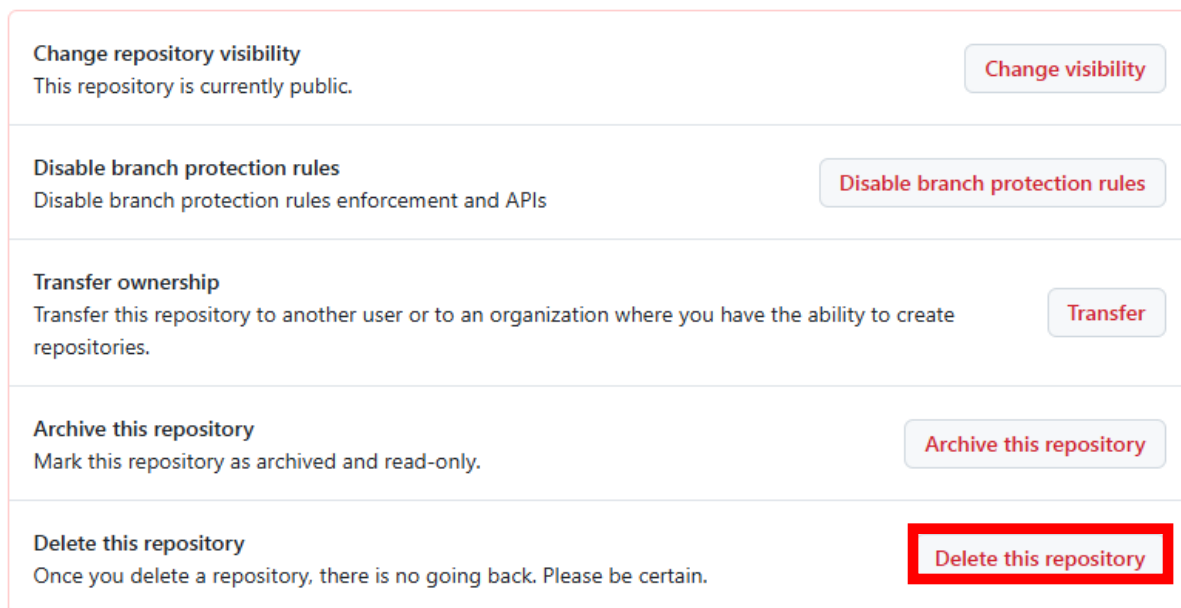 Change repository visibility
This repository is currently public.
Change visibility
Disable branch protection rules
Disable branch protection rules enforcement and APIs
Disable branch protection rules
Transfer ownership
Transfer this repository to another user or to an organization where you have the ability to create
repositories.
Transfer
Archive this repository
Mark this repository as archived and read-only.
Archive this repository
Delete this repository
Once you delete a repository, there is no going back. Please be certain.
Delete this repository